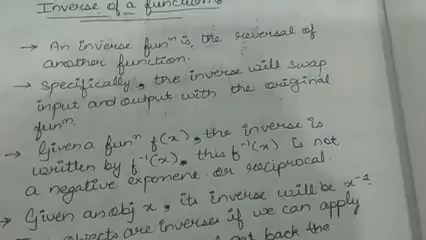 Inverse of a function
→ An inverse funⁿ is, the reversal of
another function.
→ specifically, the inverse will swap
input and output with the original
funⁿ.
→ Given a funⁿ f(x), the inverse is
written by f⁻¹(x), this f⁻¹(x) is not
a negative exponent or reciprocal.
→ Given an obj x, its inverse will be x⁻¹
objects are inverses if we can apply
back the